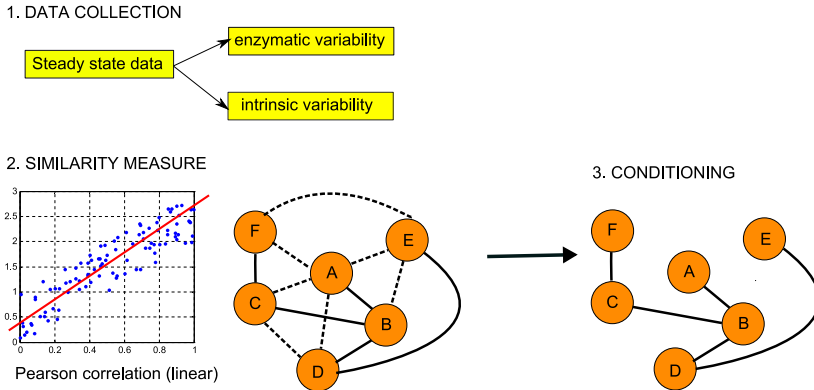 1. DATA COLLECTION
enzymatic variability
Steady state data
intrinsic variability
2. SIMILARITY MEASURE
3. CONDITIONING
3
2.5
2
1.5
1
0.5
0
0 0.2 0.4 0.6 0.8 1
Pearson correlation (linear)
F
E
A
C
B
D
F
E
A
C
B
D